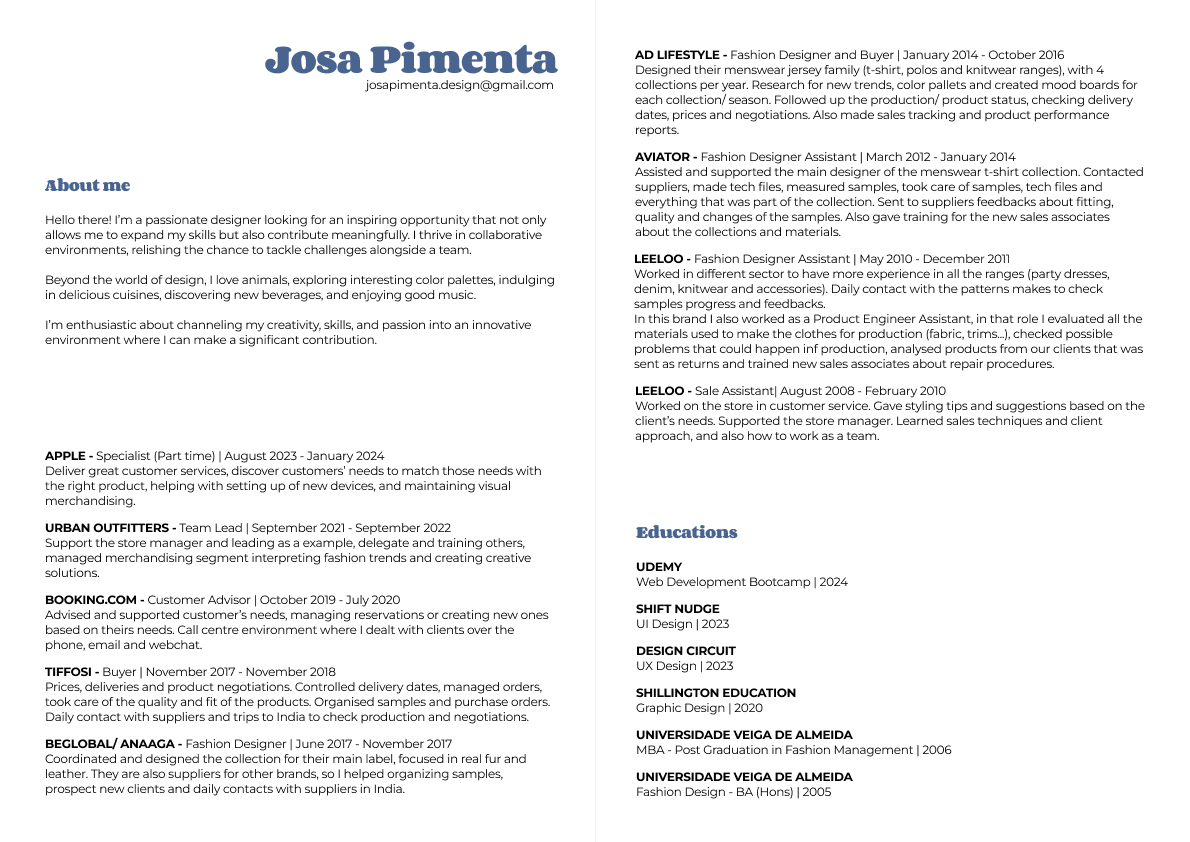 Josa Pimenta
josapimenta.design@gmail.com
About me
Hello there! I'm a passionate designer looking for an inspiring opportunity that not only
allows me to expand my skills but also contribute meaningfully. I thrive in collaborative
environments, relishing the chance to tackle challenges alongside a team.
Beyond the world of design, I love animals, exploring interesting color palettes, indulging
in delicious cuisines, discovering new beverages, and enjoying good music.
I'm enthusiastic about channeling my creativity, skills, and passion into an innovative
environment where I can make a significant contribution.
APPLE - Specialist (Part time) | August 2023 - January 2024
Deliver great customer services, discover customers' needs to match those needs with
the right product, helping with setting up of new devices, and maintaining visual
merchandising.
URBAN OUTFITTERS - Team Lead | September 2021 - September 2022
Support the store manager and leading as a example, delegate and training others,
managed merchandising segment interpreting fashion trends and creating creative
solutions.
BOOKING.COM - Customer Advisor | October 2019 - July 2020
Advised and supported customer's needs, managing reservations or creating new ones
based on theirs needs. Call centre environment where I dealt with clients over the
phone, email and webchat.
TIFFOSI - Buyer | November 2017 - November 2018
Prices, deliveries and product negotiations. Controlled delivery dates, managed orders,
took care of the quality and fit of the products. Organised samples and purchase orders.
Daily contact with suppliers and trips to India to check production and negotiations.
BEGLOBAL/ ANAAGA - Fashion Designer | June 2017 - November 2017
Coordinated and designed the collection for their main label, focused in real fur and
leather. They are also suppliers for other brands, so I helped organizing samples,
prospect new clients and daily contacts with suppliers in India.
AD LIFESTYLE - Fashion Designer and Buyer | January 2014 - October 2016
Designed their menswear jersey family (t-shirt, polos and knitwear ranges), with 4
collections per year. Research for new trends, color pallets and created mood boards for
each collection/ season. Followed up the production/ product status, checking delivery
dates, prices and negotiations. Also made sales tracking and product performance
reports.
AVIATOR - Fashion Designer Assistant | March 2012 - January 2014
Assisted and supported the main designer of the menswear t-shirt collection. Contacted
suppliers, made tech files, measured samples, took care of samples, tech files and
everything that was part of the collection. Sent to suppliers feedbacks about fitting,
quality and changes of the samples. Also gave training for the new sales associates
about the collections and materials.
LEELOO - Fashion Designer Assistant | May 2010 - December 2011
Worked in different sector to have more experience in all the ranges (party dresses,
denim, knitwear and accessories). Daily contact with the patterns makes to check
samples progress and feedbacks.
In this brand I also worked as a Product Engineer Assistant, in that role I evaluated all the
materials used to make the clothes for production (fabric, trims...), checked possible
problems that could happen inf production, analysed products from our clients that was
sent as returns and trained new sales associates about repair procedures.
LEELOO - Sale Assistant| August 2008 - February 2010
Worked on the store in customer service. Gave styling tips and suggestions based on the
client's needs. Supported the store manager. Learned sales techniques and client
approach, and also how to work as a team.
Educations
UDEMY
Web Development Bootcamp | 2024
SHIFT NUDGE
UI Design | 2023
DESIGN CIRCUIT
UX Design | 2023
SHILLINGTON EDUCATION
Graphic Design | 2020
UNIVERSIDADE VEIGA DE ALMEIDA
MBA - Post Graduation in Fashion Management | 2006
UNIVERSIDADE VEIGA DE ALMEIDA
Fashion Design - BA (Hons) | 2005